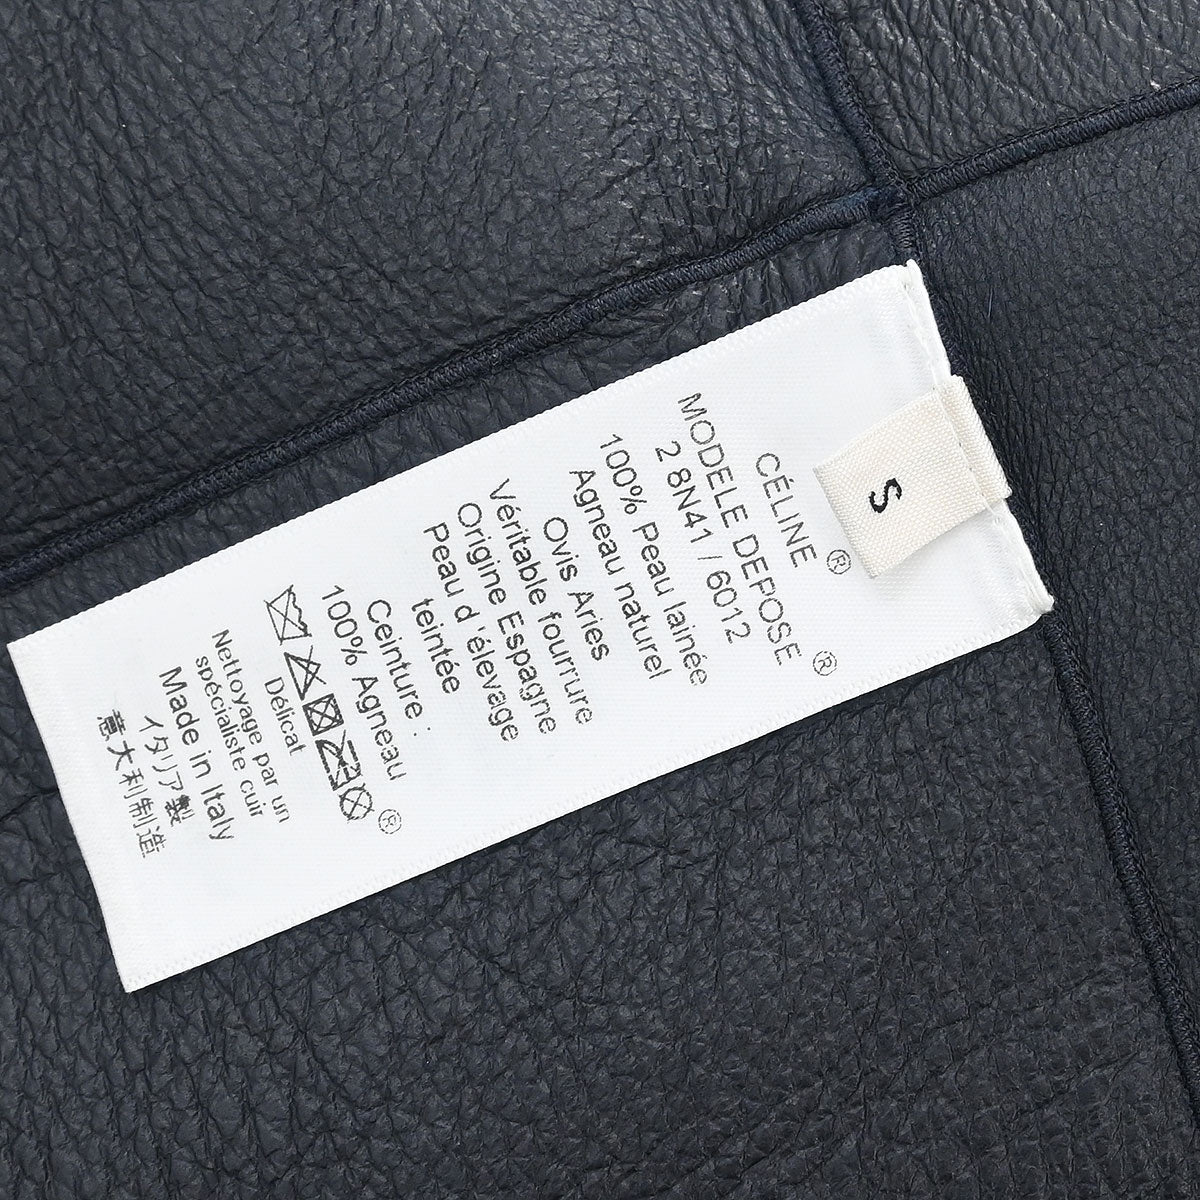 S
CÉLINE ®
MODELE DEPOSE ®
2 8N41 / 6012
100% Peau lainée
Agneau naturel
Ovis Aries
Véritable fourrure
Origine Espagne
Peau d 'élevage
teintée
Ceinture :
100% Agneau
®
Délicat
Nettoyage par un
spécialiste cuir
Made in Italy
イタリア製
意大利制造